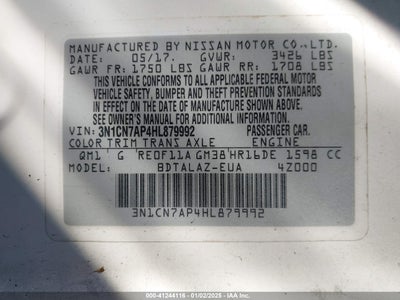 MANUFACTURED BY NISSAN MOTOR CO., LTD.
DATE: 05/17. GVWR: 3426 LBS
GAWR FR: 1750 LBS GAWR RR: 1708 LBS
THIS VEHICLE CONFORMS TO ALL APPLICABLE FEDERAL MOTOR
VEHICLE SAFETY, BUMPER AND THEFT PREVENTION STANDARDS
IN EFFECT ON THE DATE OF MANUFACTURE SHOWN ABOVE.
SEE OWNER'S MANUAL FOR ADDITIONAL INFORMATION.
VIN: 3N1CN7AP4HL879992 PASSENGER CAR.
COLOR TRIM TRANS AXLE ENGINE
QM1 G RE0F11A GM38 HR16DE 1598 CC
MODEL: BDTALAZ-EUA 4Z000
3N1CN7AP4HL879992
000-41244116 - 01/02/2025 - IAA Inc.